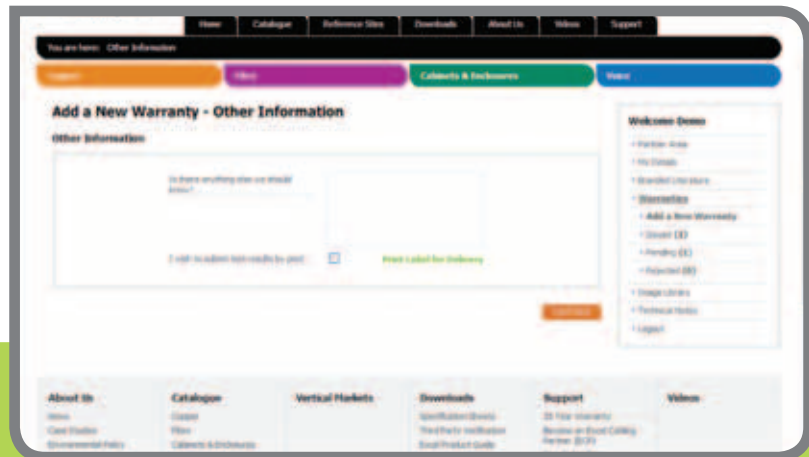 Home Catalogue Reference Sites Downloads About Us Videos Support
You are here: Other Information
Copper Fibre Cabinets & Enclosures Voice
Add a New Warranty - Other Information
Other Information
Is there anything else we should
know?
I wish to submit test results by post
Print Label for Delivery
Welcome Demo
Partner Area
My Details
Branded Literature
Warranties
Add a New Warranty
Issued (1)
Pending (1)
Rejected (0)
Image Library
Technical Notes
Logout
About Us Catalogue Vertical Markets Downloads Support Videos
News Copper Specification Sheets 25 Year Warranty
Case Studies Fibre Third Party Verification Become an Excel Cabling
Partner (ECP)
Environmental Policy Cabinets & Enclosures Excel Product Guide